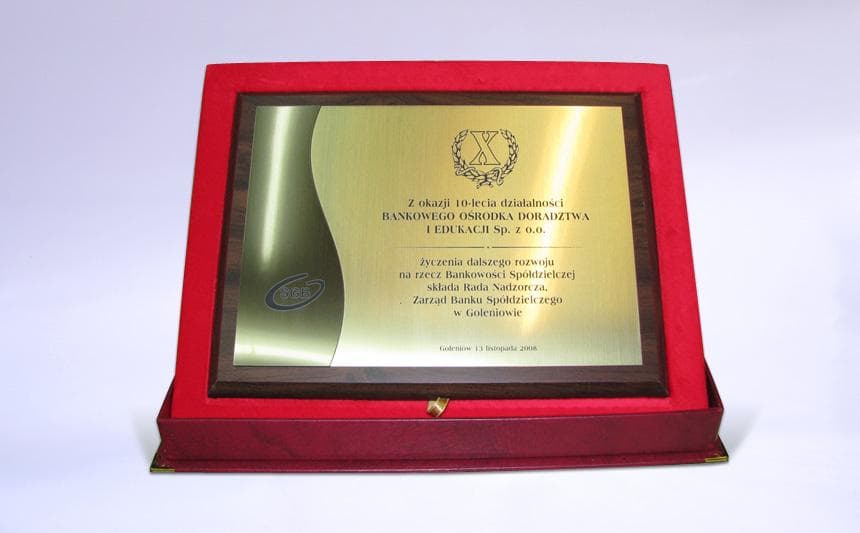 X
Z okazji 10-lecia działalności
BANKOWEGO OŚRODKA DORADZTWA
I EDUKACJI Sp. z o.o.
życzenia dalszego rozwoju
na rzecz Bankowości Spółdzielczej
składa Rada Nadzorcza,
Zarząd Banku Spółdzielczego
w Goleniowie
SGB
Goleniów 13 listopada 2008